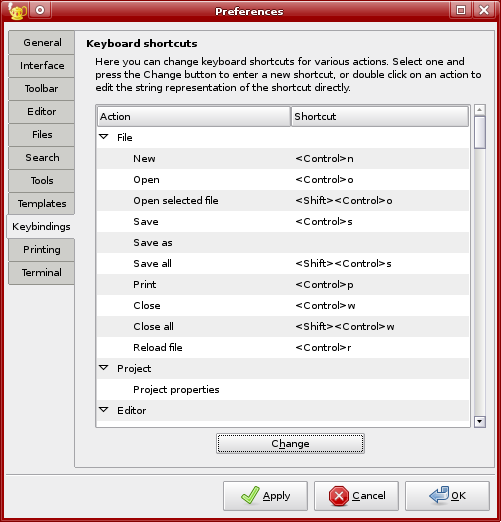 Preferences
General
Interface
Toolbar
Editor
Files
Search
Tools
Templates
Keybindings
Printing
Terminal
Keyboard shortcuts
Here you can change keyboard shortcuts for various actions. Select one and
press the Change button to enter a new shortcut, or double click on an action to
edit the string representation of the shortcut directly.
Action Shortcut
File
New <Control>n
Open <Control>o
Open selected file <Shift><Control>o
Save <Control>s
Save as
Save all <Shift><Control>s
Print <Control>p
Close <Control>w
Close all <Shift><Control>w
Reload file <Control>r
Project
Project properties
Editor
Change
Apply Cancel OK